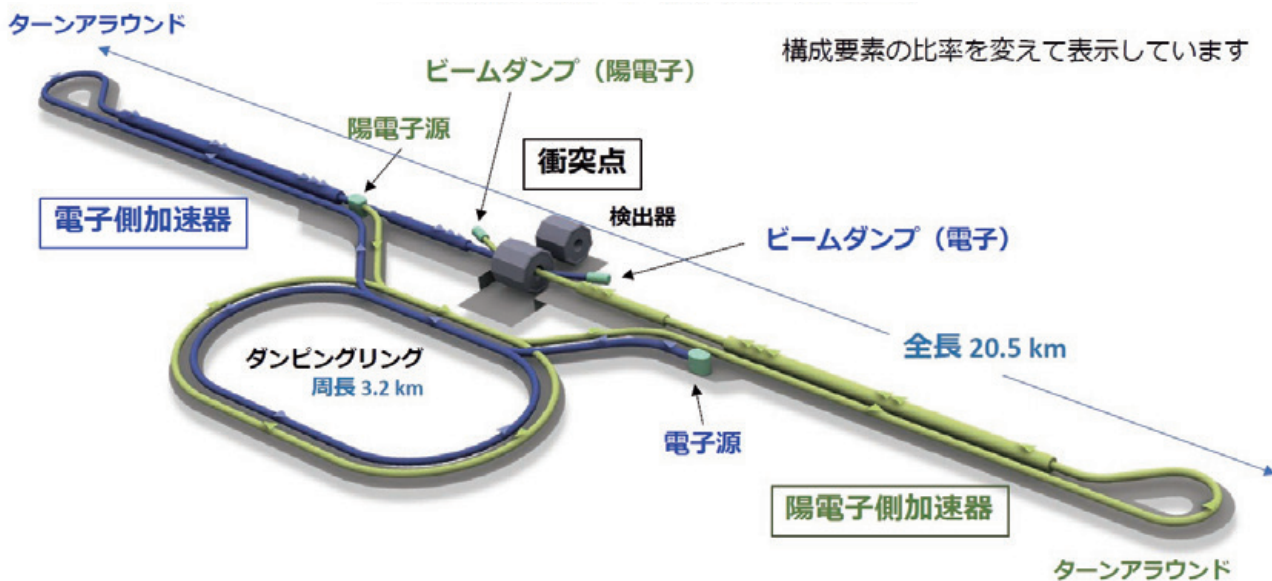 ターンアラウンド
構成要素の比率を変えて表示しています
ビームダンプ（陽電子）
陽電子源
衝突点
電子側加速器
検出器
ビームダンプ（電子）
全長 20.5 km
ダンピングリング
周長 3.2 km
電子源
陽電子側加速器
ターンアラウンド